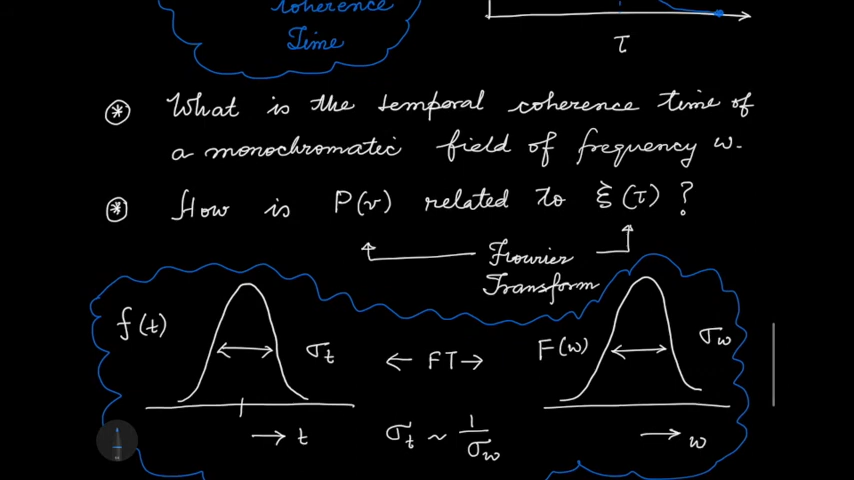 Coherence
Time
τ
* What is the temporal coherence time of
a monochromatic field of frequency ω.
* How is P(ν) related to ξ(τ)?
Fourier
Transform
f(t)
σt
← FT →
F(ω)
σω
→ t
σt ~ 1/σω
→ ω